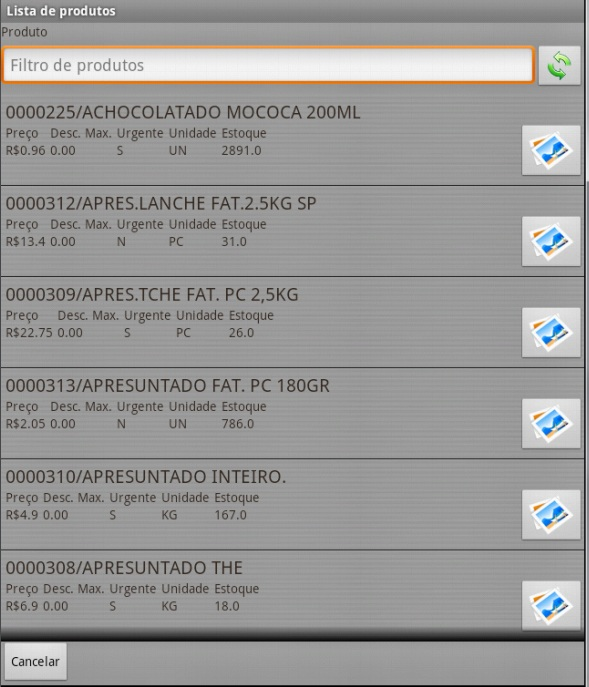 Lista de produtos
Produto
Filtro de produtos
0000225/ACHOCOLATADO MOCOCA 200ML
Preço Desc. Max. Urgente Unidade Estoque
R$0.96 0.00 S UN 2891.0
0000312/APRES.LANCHE FAT.2.5KG SP
Preço Desc. Max. Urgente Unidade Estoque
R$13.4 0.00 N PC 31.0
0000309/APRES.TCHE FAT. PC 2,5KG
Preço Desc. Max. Urgente Unidade Estoque
R$22.75 0.00 S PC 26.0
0000313/APRESUNTADO FAT. PC 180GR
Preço Desc. Max. Urgente Unidade Estoque
R$2.05 0.00 N UN 786.0
0000310/APRESUNTADO INTEIRO.
Preço Desc. Max. Urgente Unidade Estoque
R$4.9 0.00 S KG 167.0
0000308/APRESUNTADO THE
Preço Desc. Max. Urgente Unidade Estoque
R$6.9 0.00 S KG 18.0
Cancelar